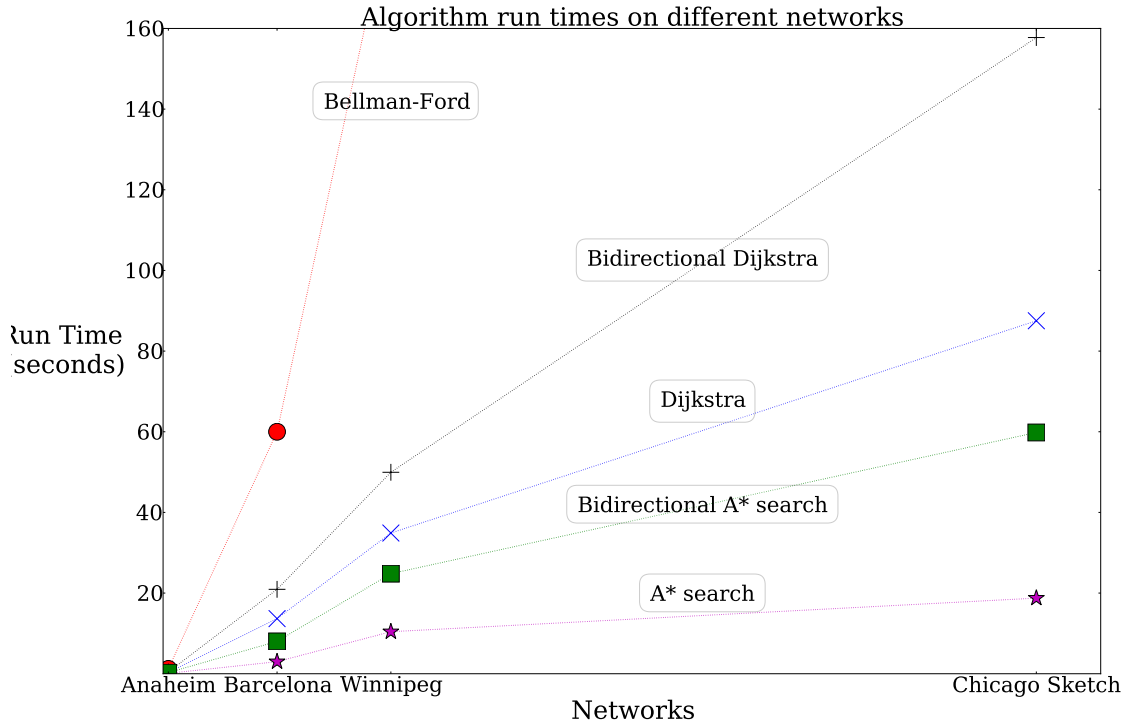 Algorithm run times on different networks
160
140
120
100
80
60
40
20
Run Time
seconds)
Bellman-Ford
Bidirectional Dijkstra
Dijkstra
Bidirectional A* search
A* search
Anaheim Barcelona Winnipeg Chicago Sketch
Networks